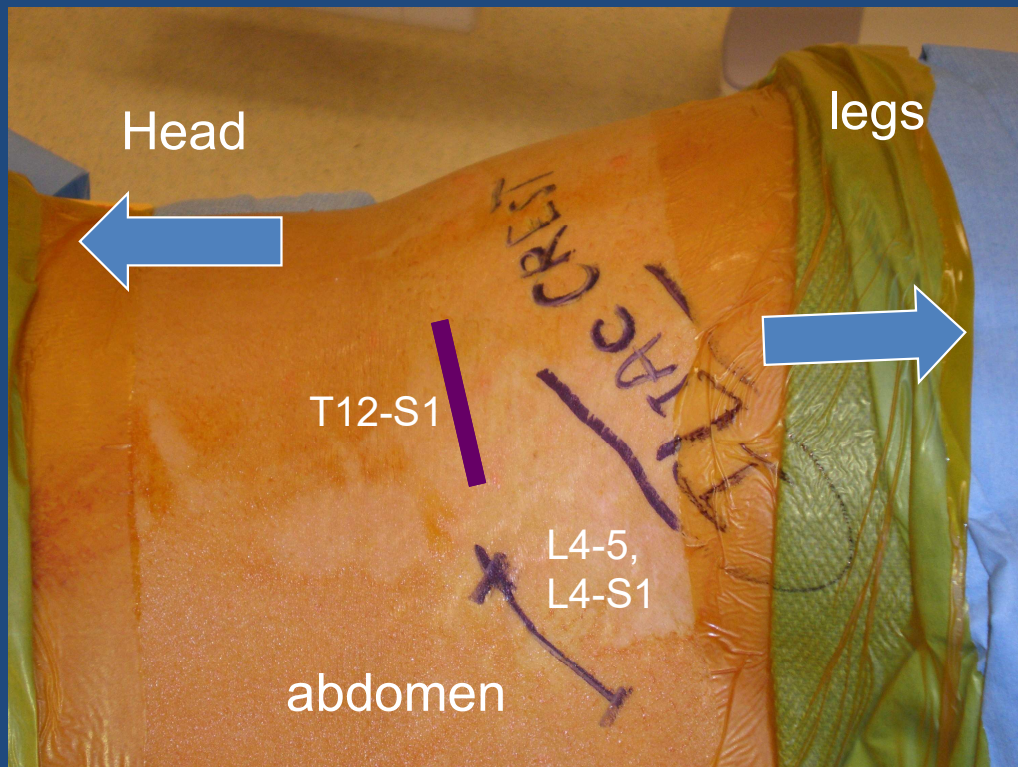 Head
legs
ILIAC CREST
T12-S1
L4-5,
L4-S1
abdomen